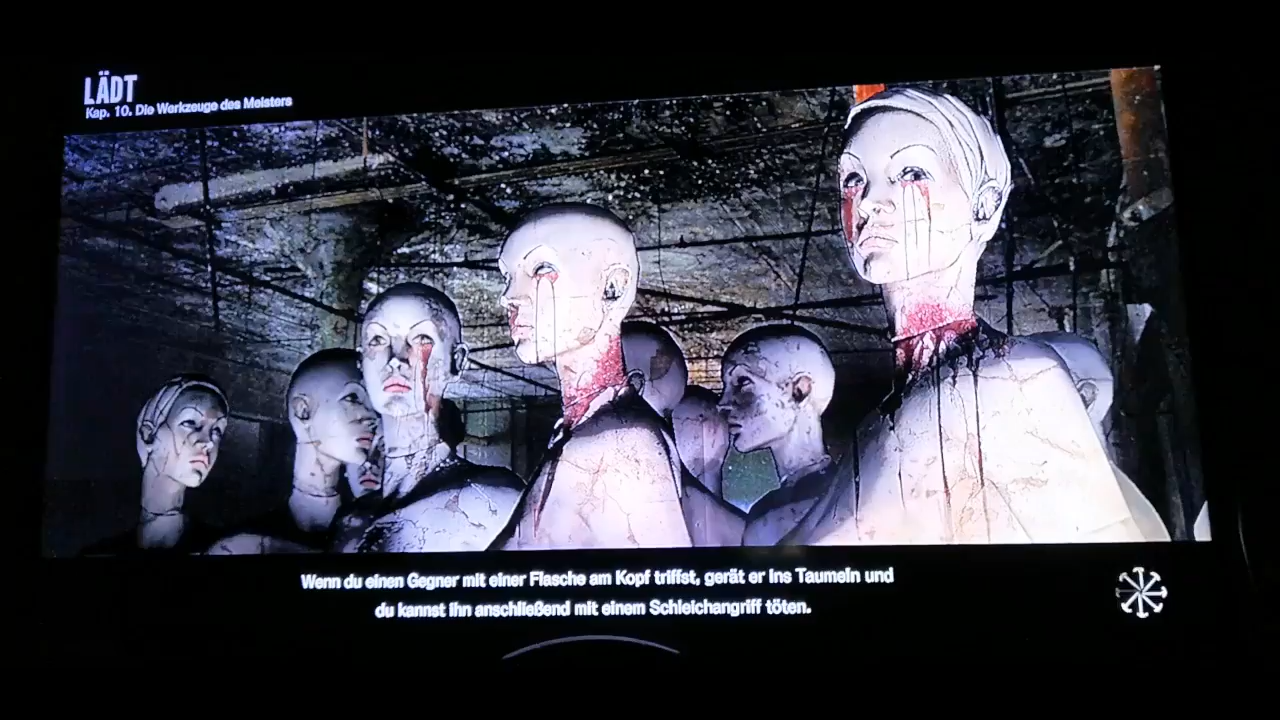 LÄDT
Kap. 10. Die Werkzeuge des Meisters
Wenn du einen Gegner mit einer Flasche am Kopf triffst, gerät er ins Taumeln und
du kannst ihn anschließend mit einem Schleichangriff töten.